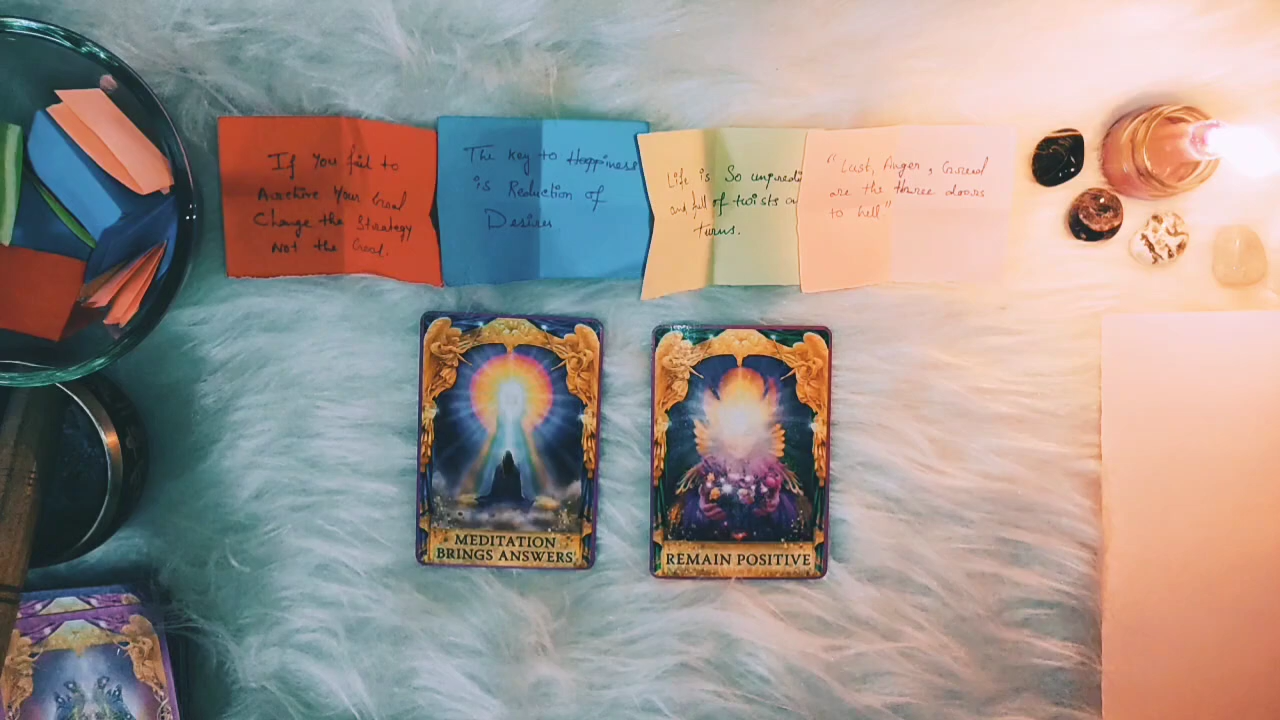 If You fail to
Avachive Your Goal
Change the Strategy
Not the Goal.
The key to Happiness
is Reduction of
Desires
Life is So unpredi
and full of twists a
turns.
"Lust, Anger, Greed
are the three doors
to hell"
MEDITATION
BRINGS ANSWERS
REMAIN POSITIVE